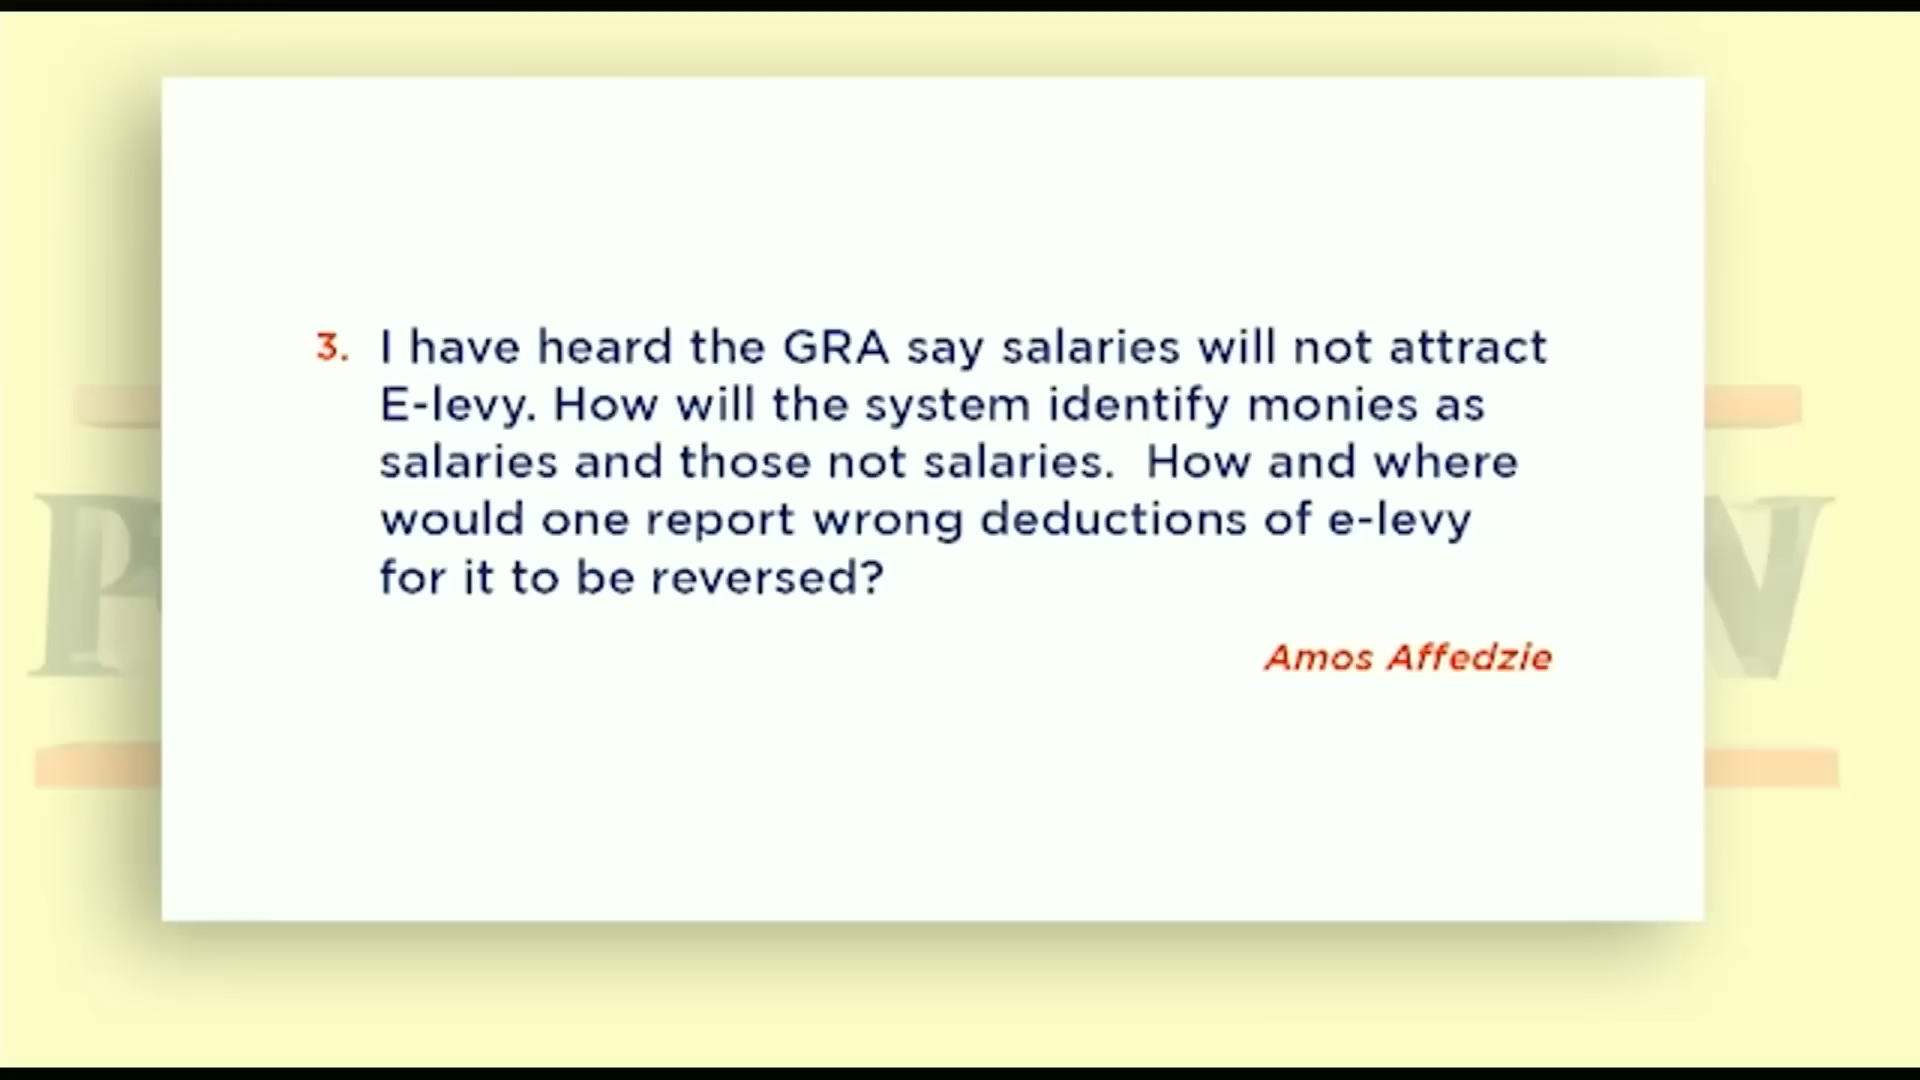 3. I have heard the GRA say salaries will not attract
E-levy. How will the system identify monies as
salaries and those not salaries.  How and where
would one report wrong deductions of e-levy
for it to be reversed?
Amos Affedzie